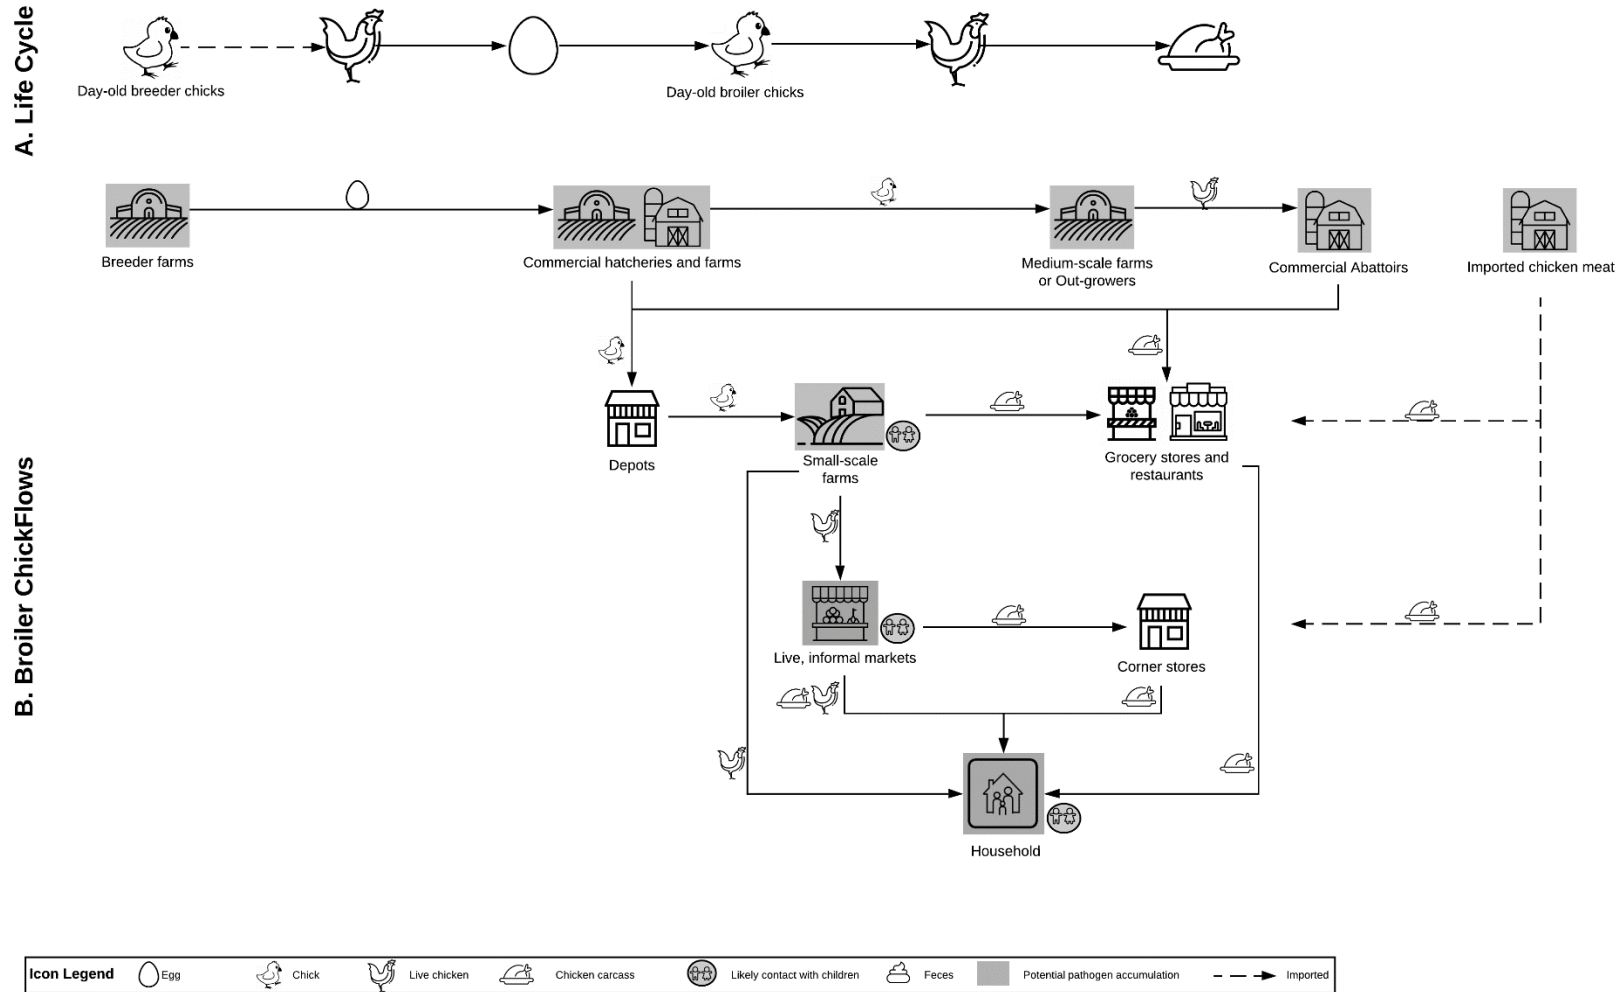 A. Life Cycle
Day-old breeder chicks
Day-old broiler chicks
B. Broiler ChickFlows
Breeder farms
Commercial hatcheries and farms
Medium-scale farms
or Out-growers
Commercial Abattoirs
Imported chicken meat
Depots
Small-scale
farms
Grocery stores and
restaurants
Live, informal markets
Corner stores
Household
Icon Legend
Egg
Chick
Live chicken
Chicken carcass
Likely contact with children
Feces
Potential pathogen accumulation
Imported